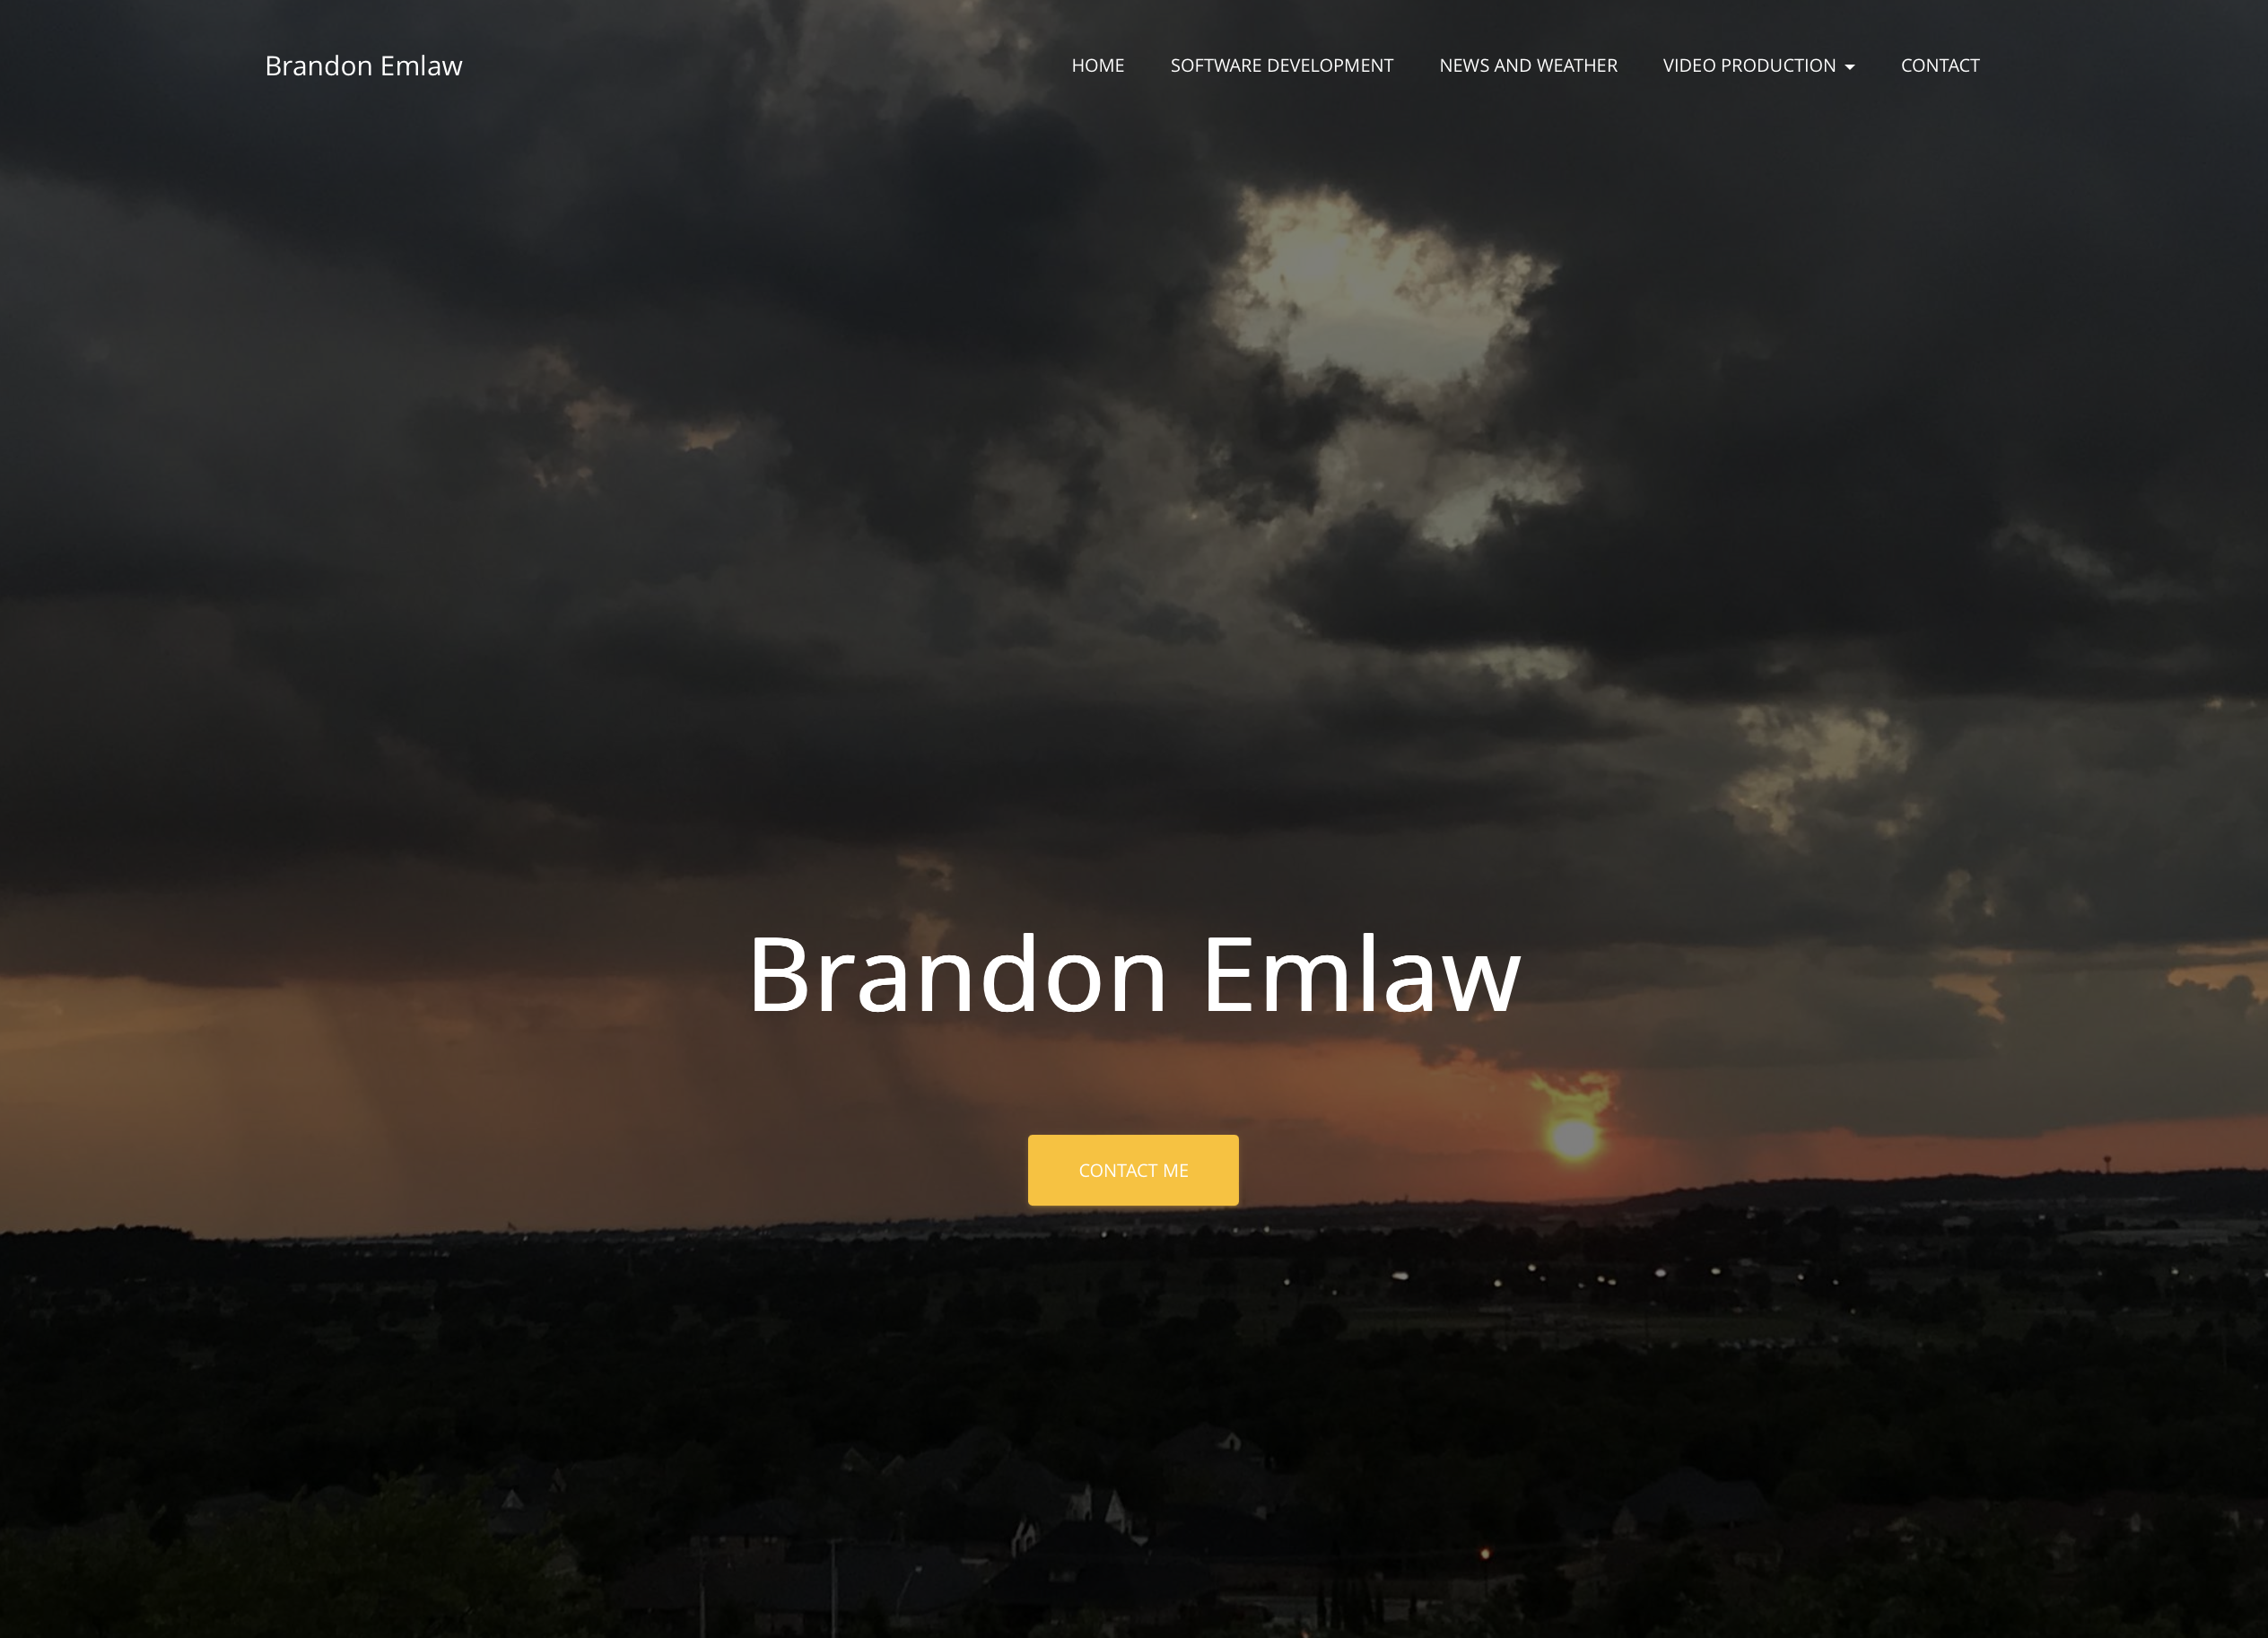 Brandon Emlaw
HOME SOFTWARE DEVELOPMENT NEWS AND WEATHER VIDEO PRODUCTION CONTACT
Brandon Emlaw
CONTACT ME